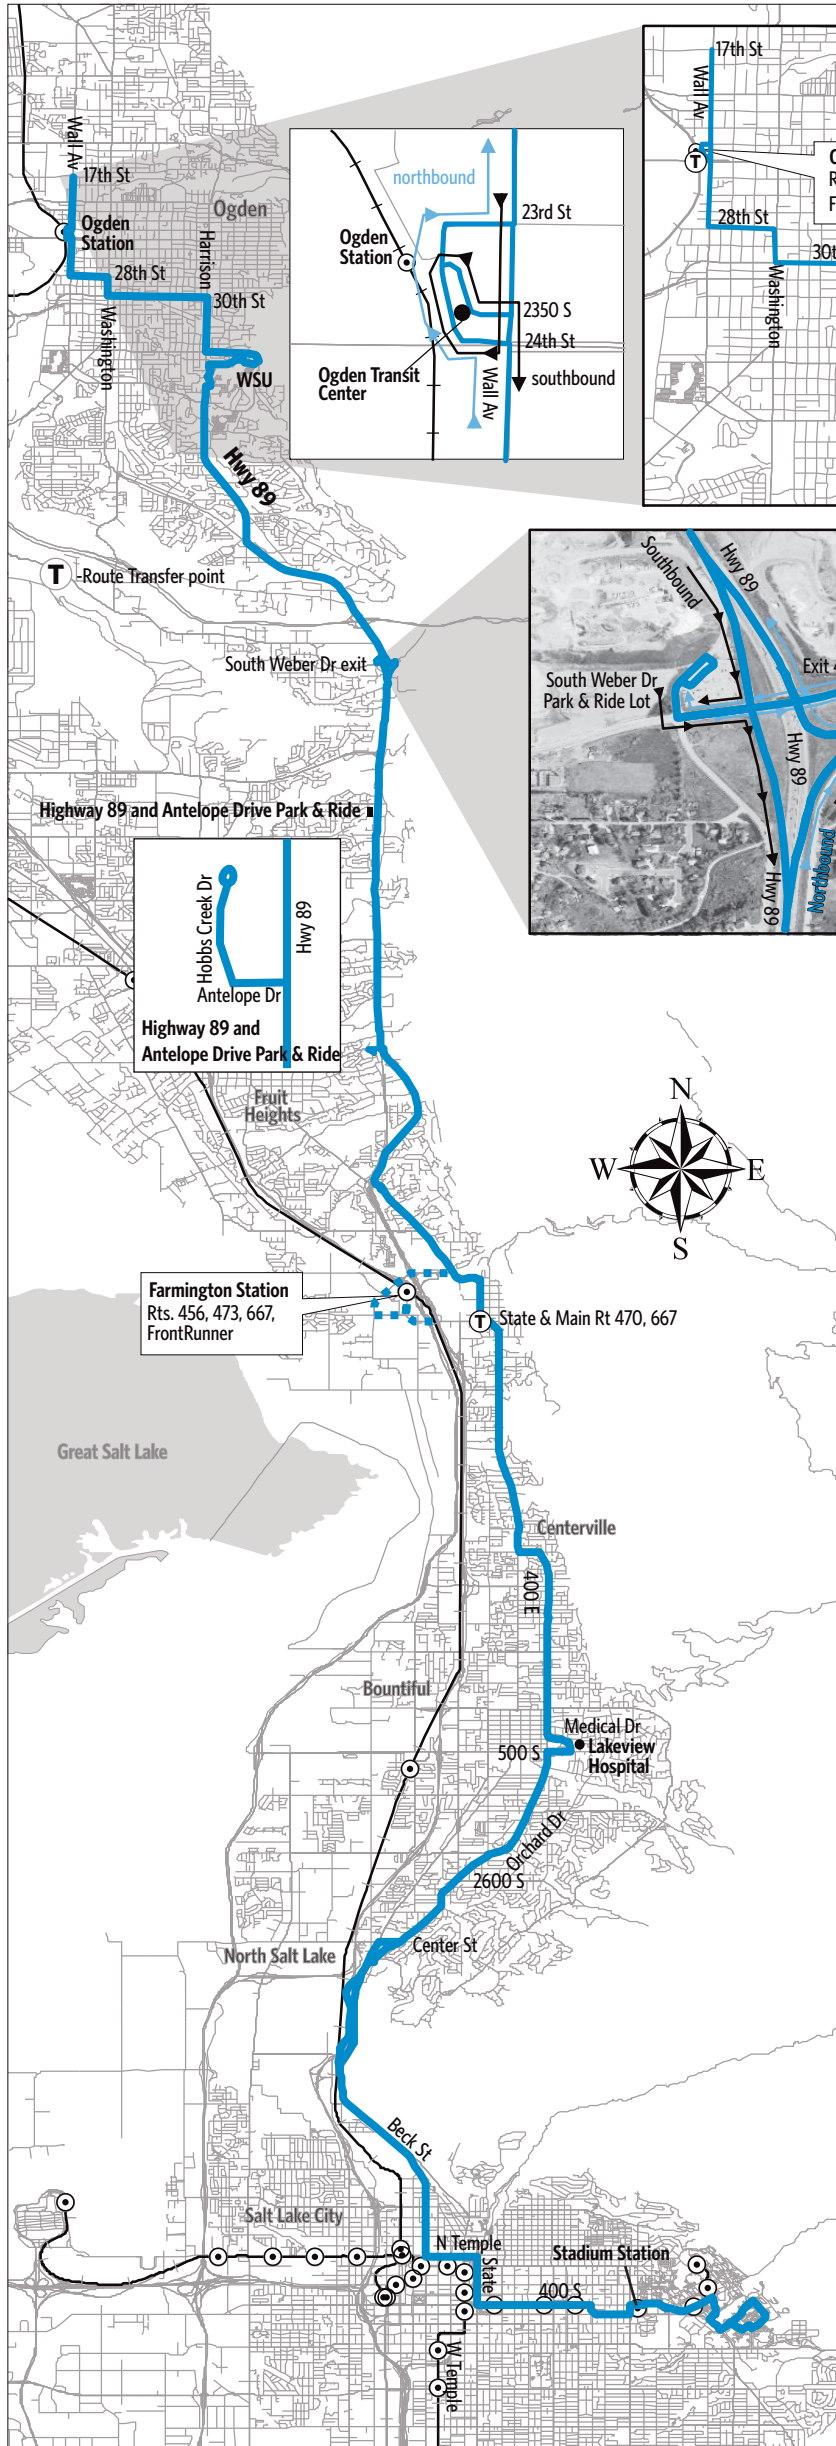 17th St
Wall Av
Ogden
Station
Ogden
Harrison
28th St
30th St
Washington
WSU
Hwy 89
northbound
Ogden
Station
23rd St
2350 S
24th St
Ogden Transit
Center
Wall Av
southbound
17th St
Wall Av
T
28th St
Washington
T
-Route Transfer point
South Weber Dr exit
Southbound
Hwy 89
South Weber Dr
Park & Ride Lot
Exit
Hwy 89
Hwy 89
Northbound
Highway 89 and Antelope Drive Park & Ride
Hobbs Creek Dr
Hwy 89
Antelope Dr
Highway 89 and
Antelope Drive Park & Ride
Fruit
Heights
N
W
E
S
Farmington Station
Rts. 456, 473, 667,
FrontRunner
T
State & Main Rt 470, 667
Great Salt Lake
Centerville
400 E
Bountiful
Medical Dr
500 S
Lakeview
Hospital
Orchard Dr
2600 S
Center St
North Salt Lake
Beck St
Salt Lake City
N Temple
State
Stadium Station
400 S
W Temple